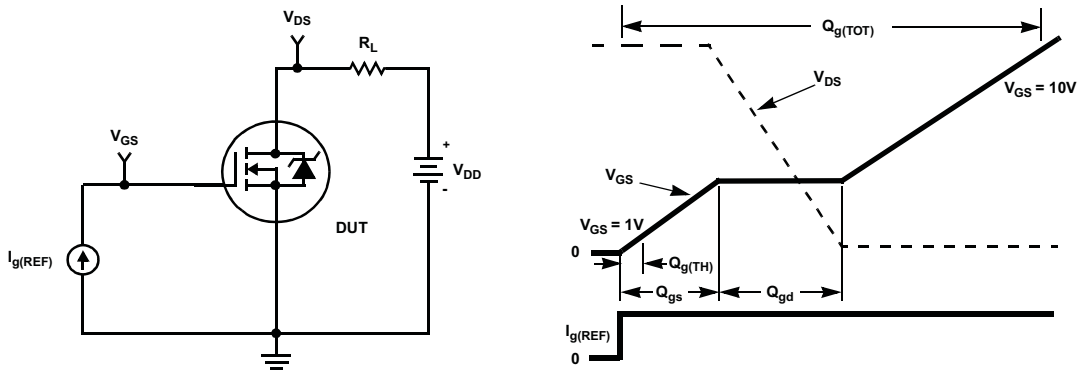 V_DS
R_L
V_GS
+
V_DD
-
DUT
I_g(REF)
Q_g(TOT)
V_DS
V_GS = 10V
V_GS
V_GS = 1V
0
Q_g(TH)
Q_gs
Q_gd
I_g(REF)
0